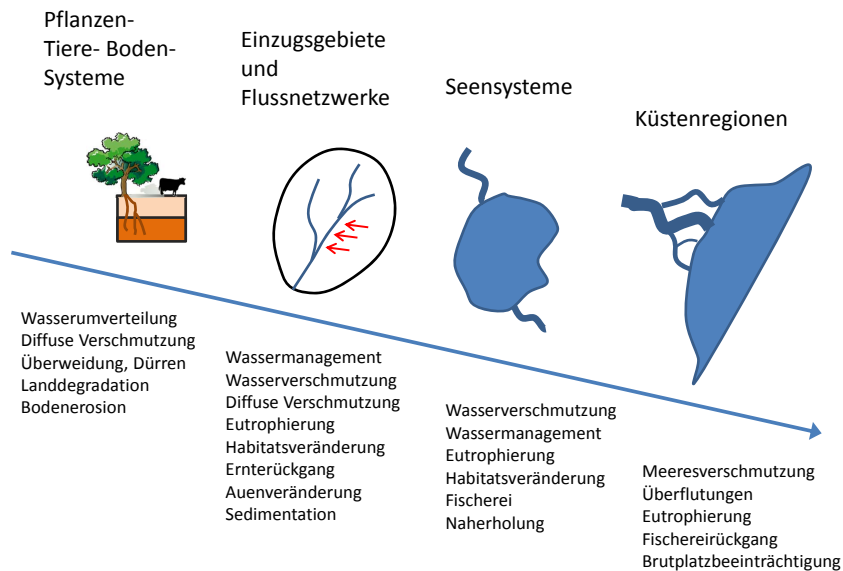 Pflanzen-
Tiere- Boden-
Systeme
Einzugsgebiete
und
Flussnetzwerke
Seensysteme
Küstenregionen
Wasserumverteilung
Diffuse Verschmutzung
Überweidung, Dürren
Landdegradation
Bodenerosion
Wassermanagement
Wasserverschmutzung
Diffuse Verschmutzung
Eutrophierung
Habitatsveränderung
Ernterückgang
Auenveränderung
Sedimentation
Wasserverschmutzung
Wassermanagement
Eutrophierung
Habitatsveränderung
Fischerei
Naherholung
Meeresverschmutzung
Überflutungen
Eutrophierung
Fischereirückgang
Brutplatzbeeinträchtigung